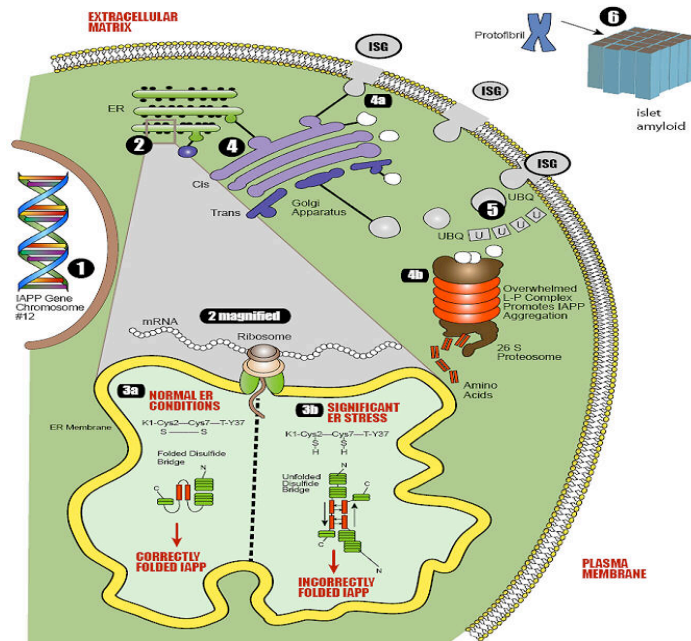 EXTRACELLULAR
MATRIX
ISG
6
Protofibril
islet
amyloid
ER
4a
ISG
2
4
Cis
ISG
Trans
Golgi
Apparatus
UBQ
5
UBQ
U U U U
1
IAPP Gene
Chromosome
#12
4b
Overwhelmed
L-P Complex
Promotes IAPP
Aggregation
26 S
Proteosome
Amino
Acids
2 magnified
mRNA
Ribosome
3a
NORMAL ER
CONDITIONS
K1-Cys2—Cys7—T-Y37
S———S
ER Membrane
Folded Disulfide
Bridge
N
C
CORRECTLY
FOLDED IAPP
3b
SIGNIFICANT
ER STRESS
K1-Cys2—Cys7—T-Y37
S S
H H
Unfolded
Disulfide
Bridge
N
C
C
N
INCORRECTLY
FOLDED IAPP
PLASMA
MEMBRANE